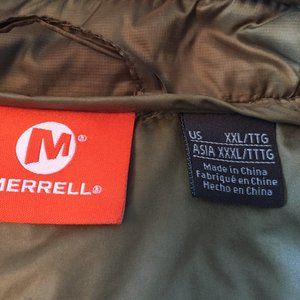 M®
MERRELL®
US XXL/TTG
ASIA XXXL/TTTG
Made in China
Fabriqué en Chine
Hecho en China